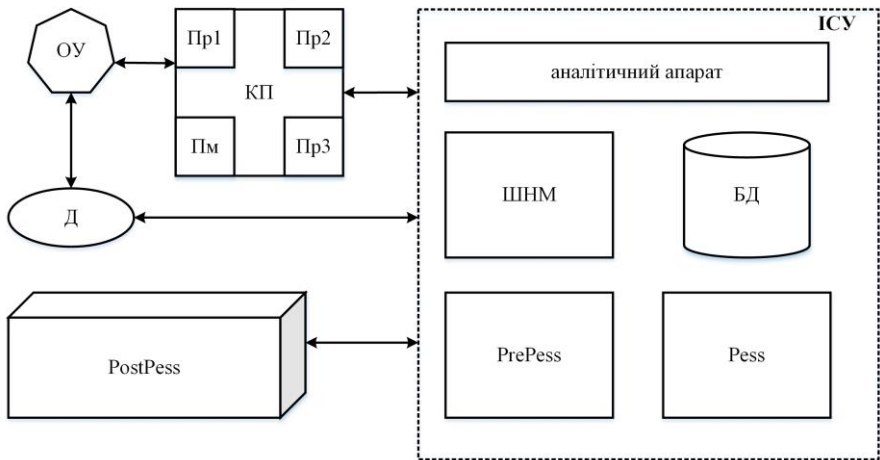 ІСУ
ОУ
Пр1
Пр2
КП
Пм
Пр3
аналітичний апарат
ШНМ
БД
Д
PostPess
PrePess
Pess